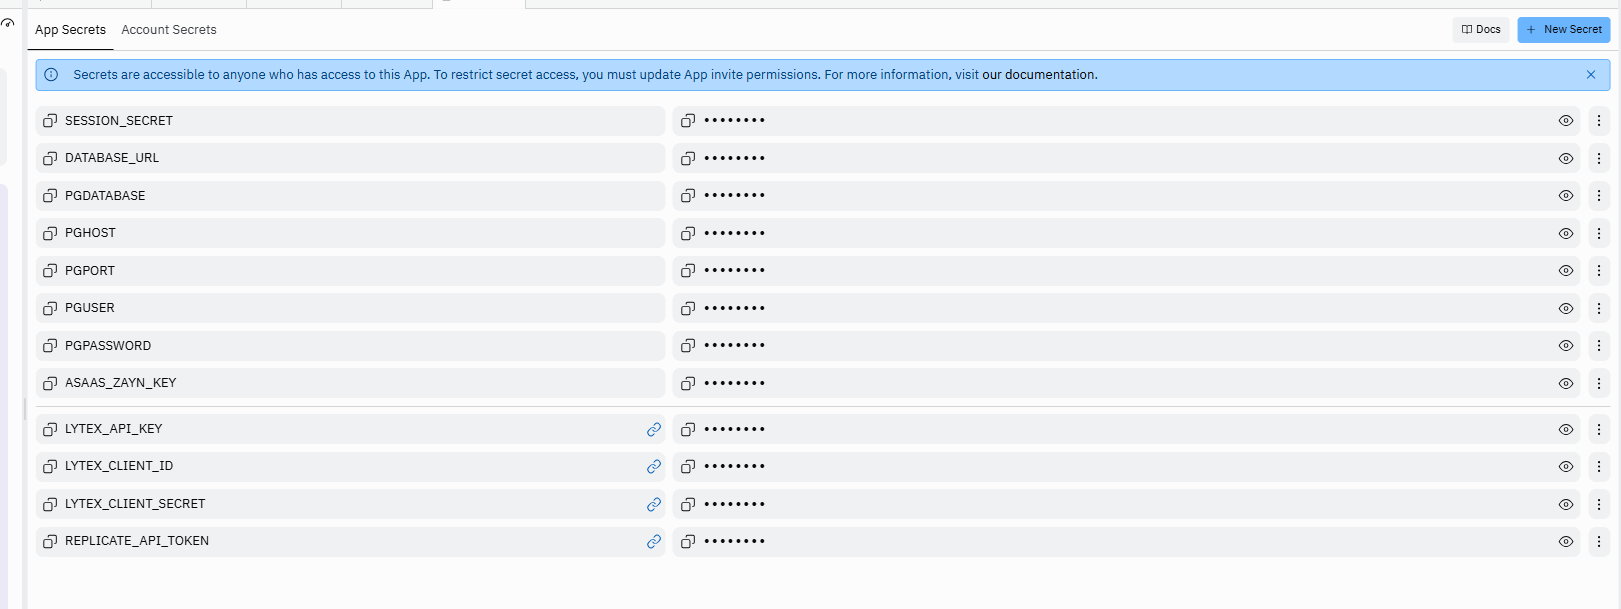 App Secrets Account Secrets Docs + New Secret
Secrets are accessible to anyone who has access to this App. To restrict secret access, you must update App invite permissions. For more information, visit our documentation.
SESSION_SECRET ••••••••
DATABASE_URL ••••••••
PGDATABASE ••••••••
PGHOST ••••••••
PGPORT ••••••••
PGUSER ••••••••
PGPASSWORD ••••••••
ASAAS_ZAYN_KEY ••••••••
LYTEX_API_KEY ••••••••
LYTEX_CLIENT_ID ••••••••
LYTEX_CLIENT_SECRET ••••••••
REPLICATE_API_TOKEN ••••••••